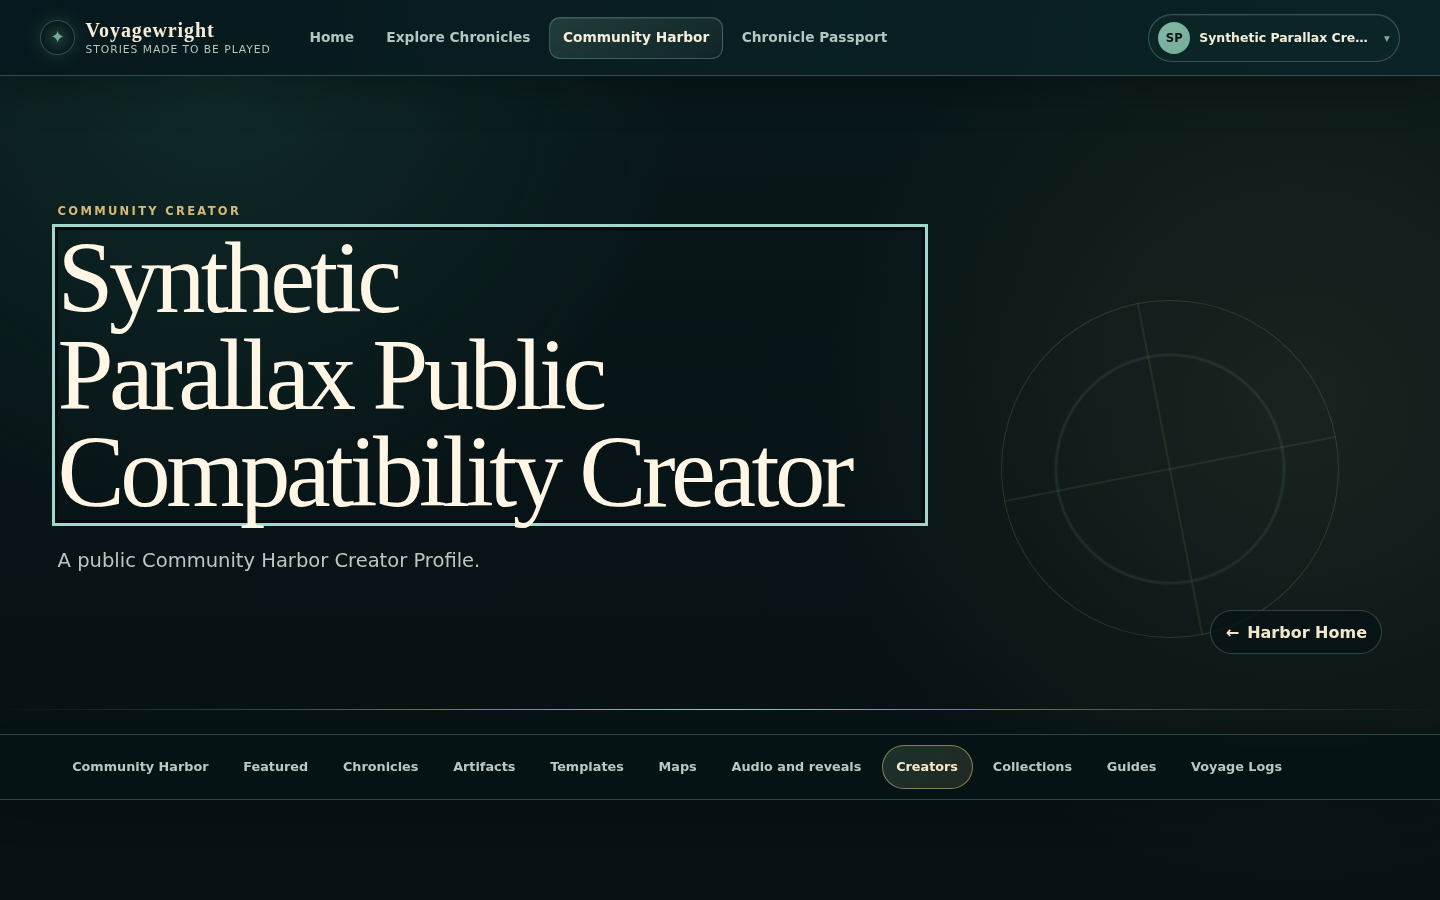 Voyagewright
STORIES MADE TO BE PLAYED
Home
Explore Chronicles
Community Harbor
Chronicle Passport
SP
Synthetic Parallax Cre...
COMMUNITY CREATOR
Synthetic
Parallax Public
Compatibility Creator
A public Community Harbor Creator Profile.
← Harbor Home
Community Harbor
Featured
Chronicles
Artifacts
Templates
Maps
Audio and reveals
Creators
Collections
Guides
Voyage Logs